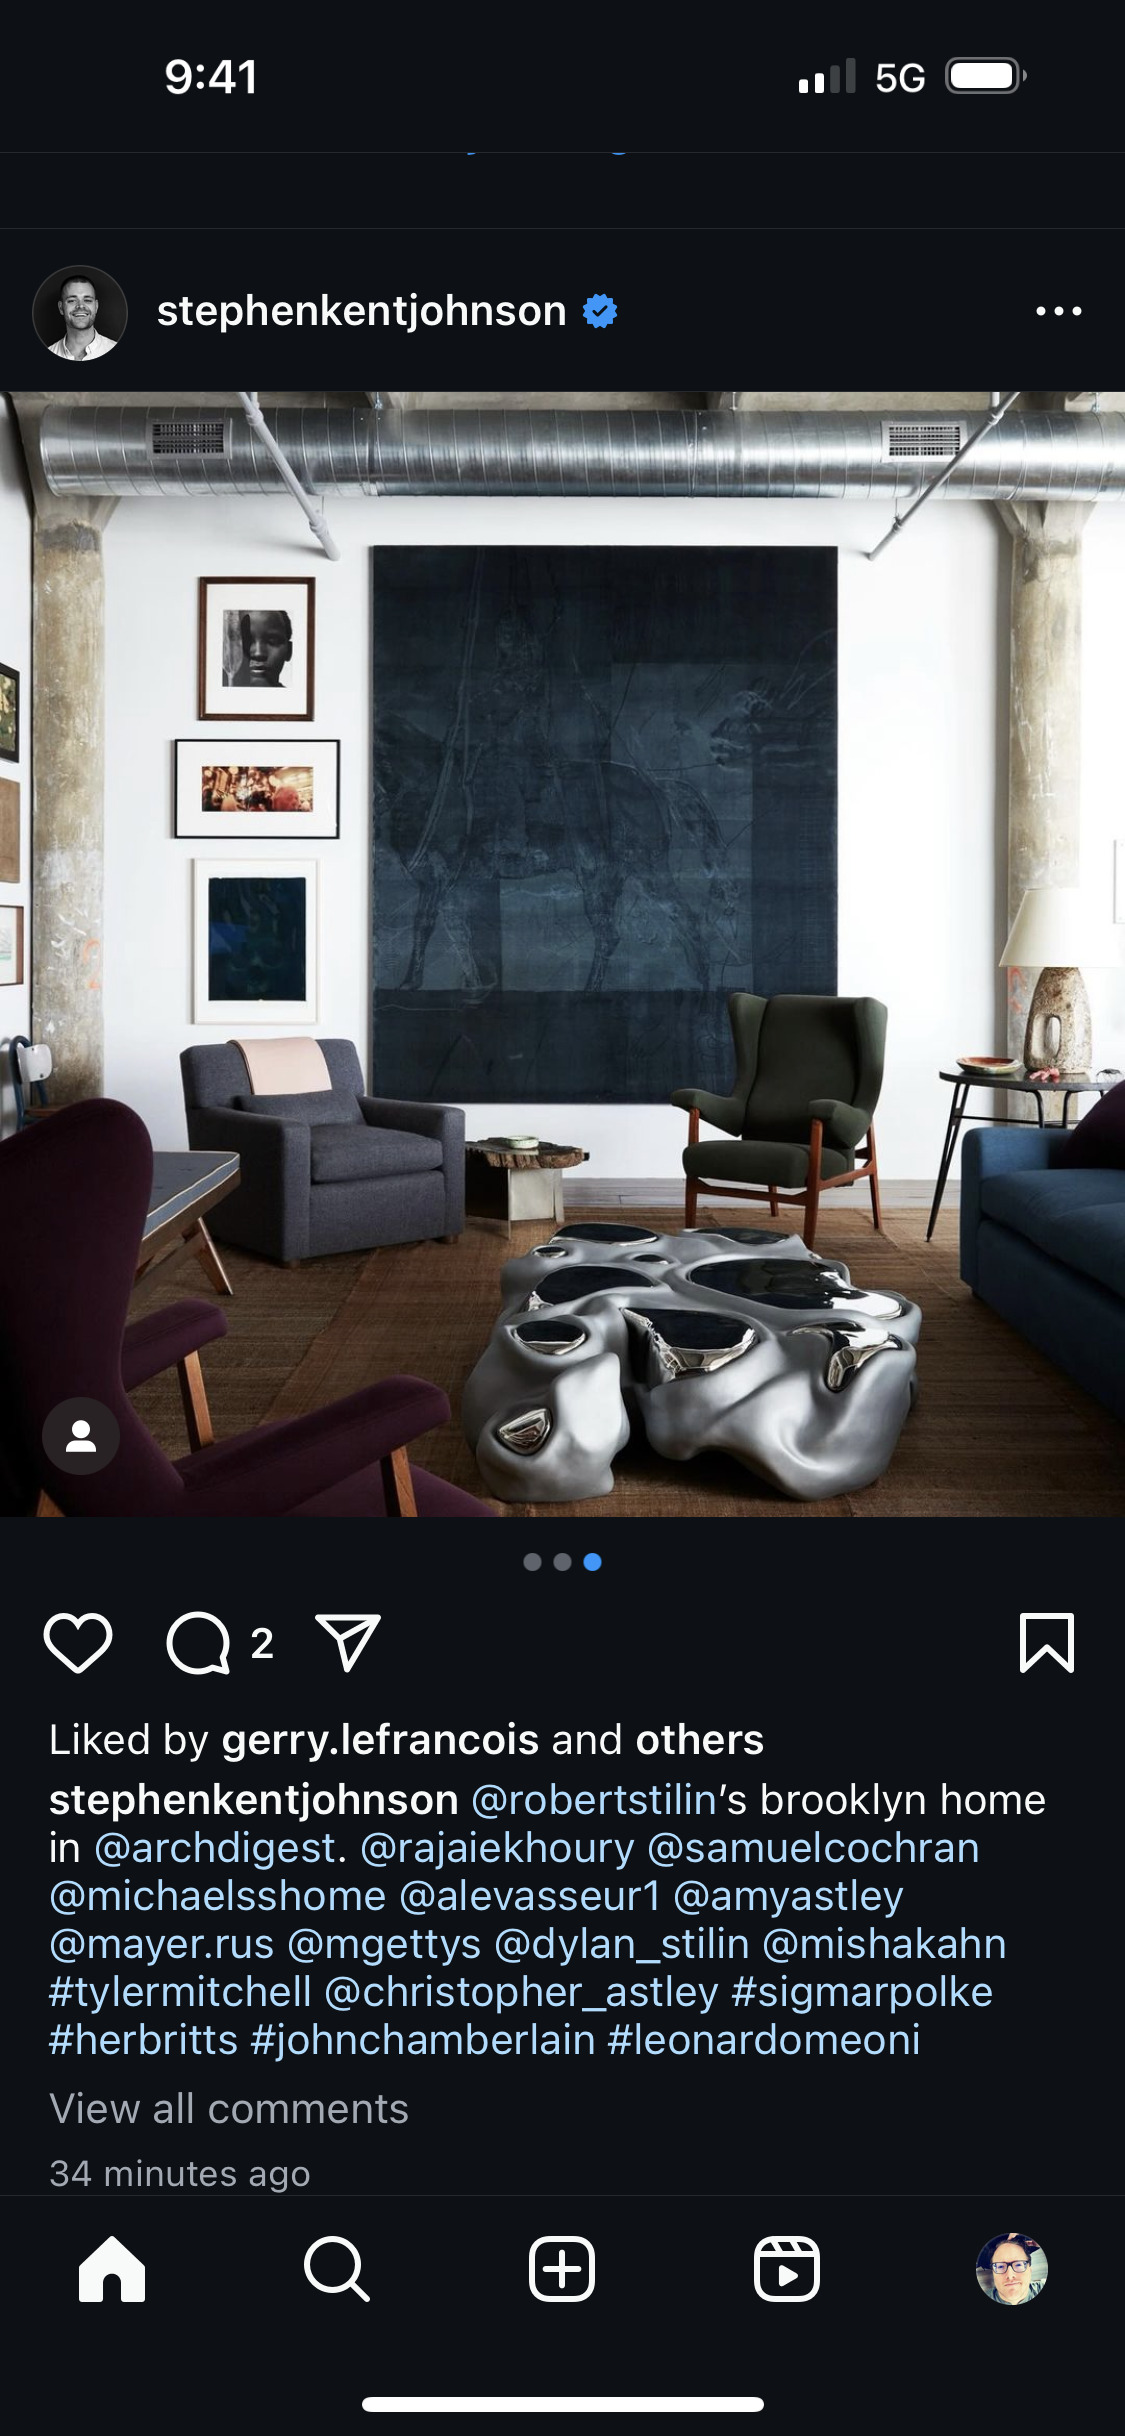 9:41
5G
stephenkentjohnson
2
Liked by gerry.lefrancois and others
stephenkentjohnson @robertstilin’s brooklyn home
in @archdigest. @rajaiekhoury @samuelcochran
@michaelsshome @alevasseur1 @amyastley
@mayer.rus @mgettys @dylan_stilin @mishakahn
#tylermitchell @christopher_astley #sigmarpolke
#herbritts #johnchamberlain #leonardomeoni
View all comments
34 minutes ago